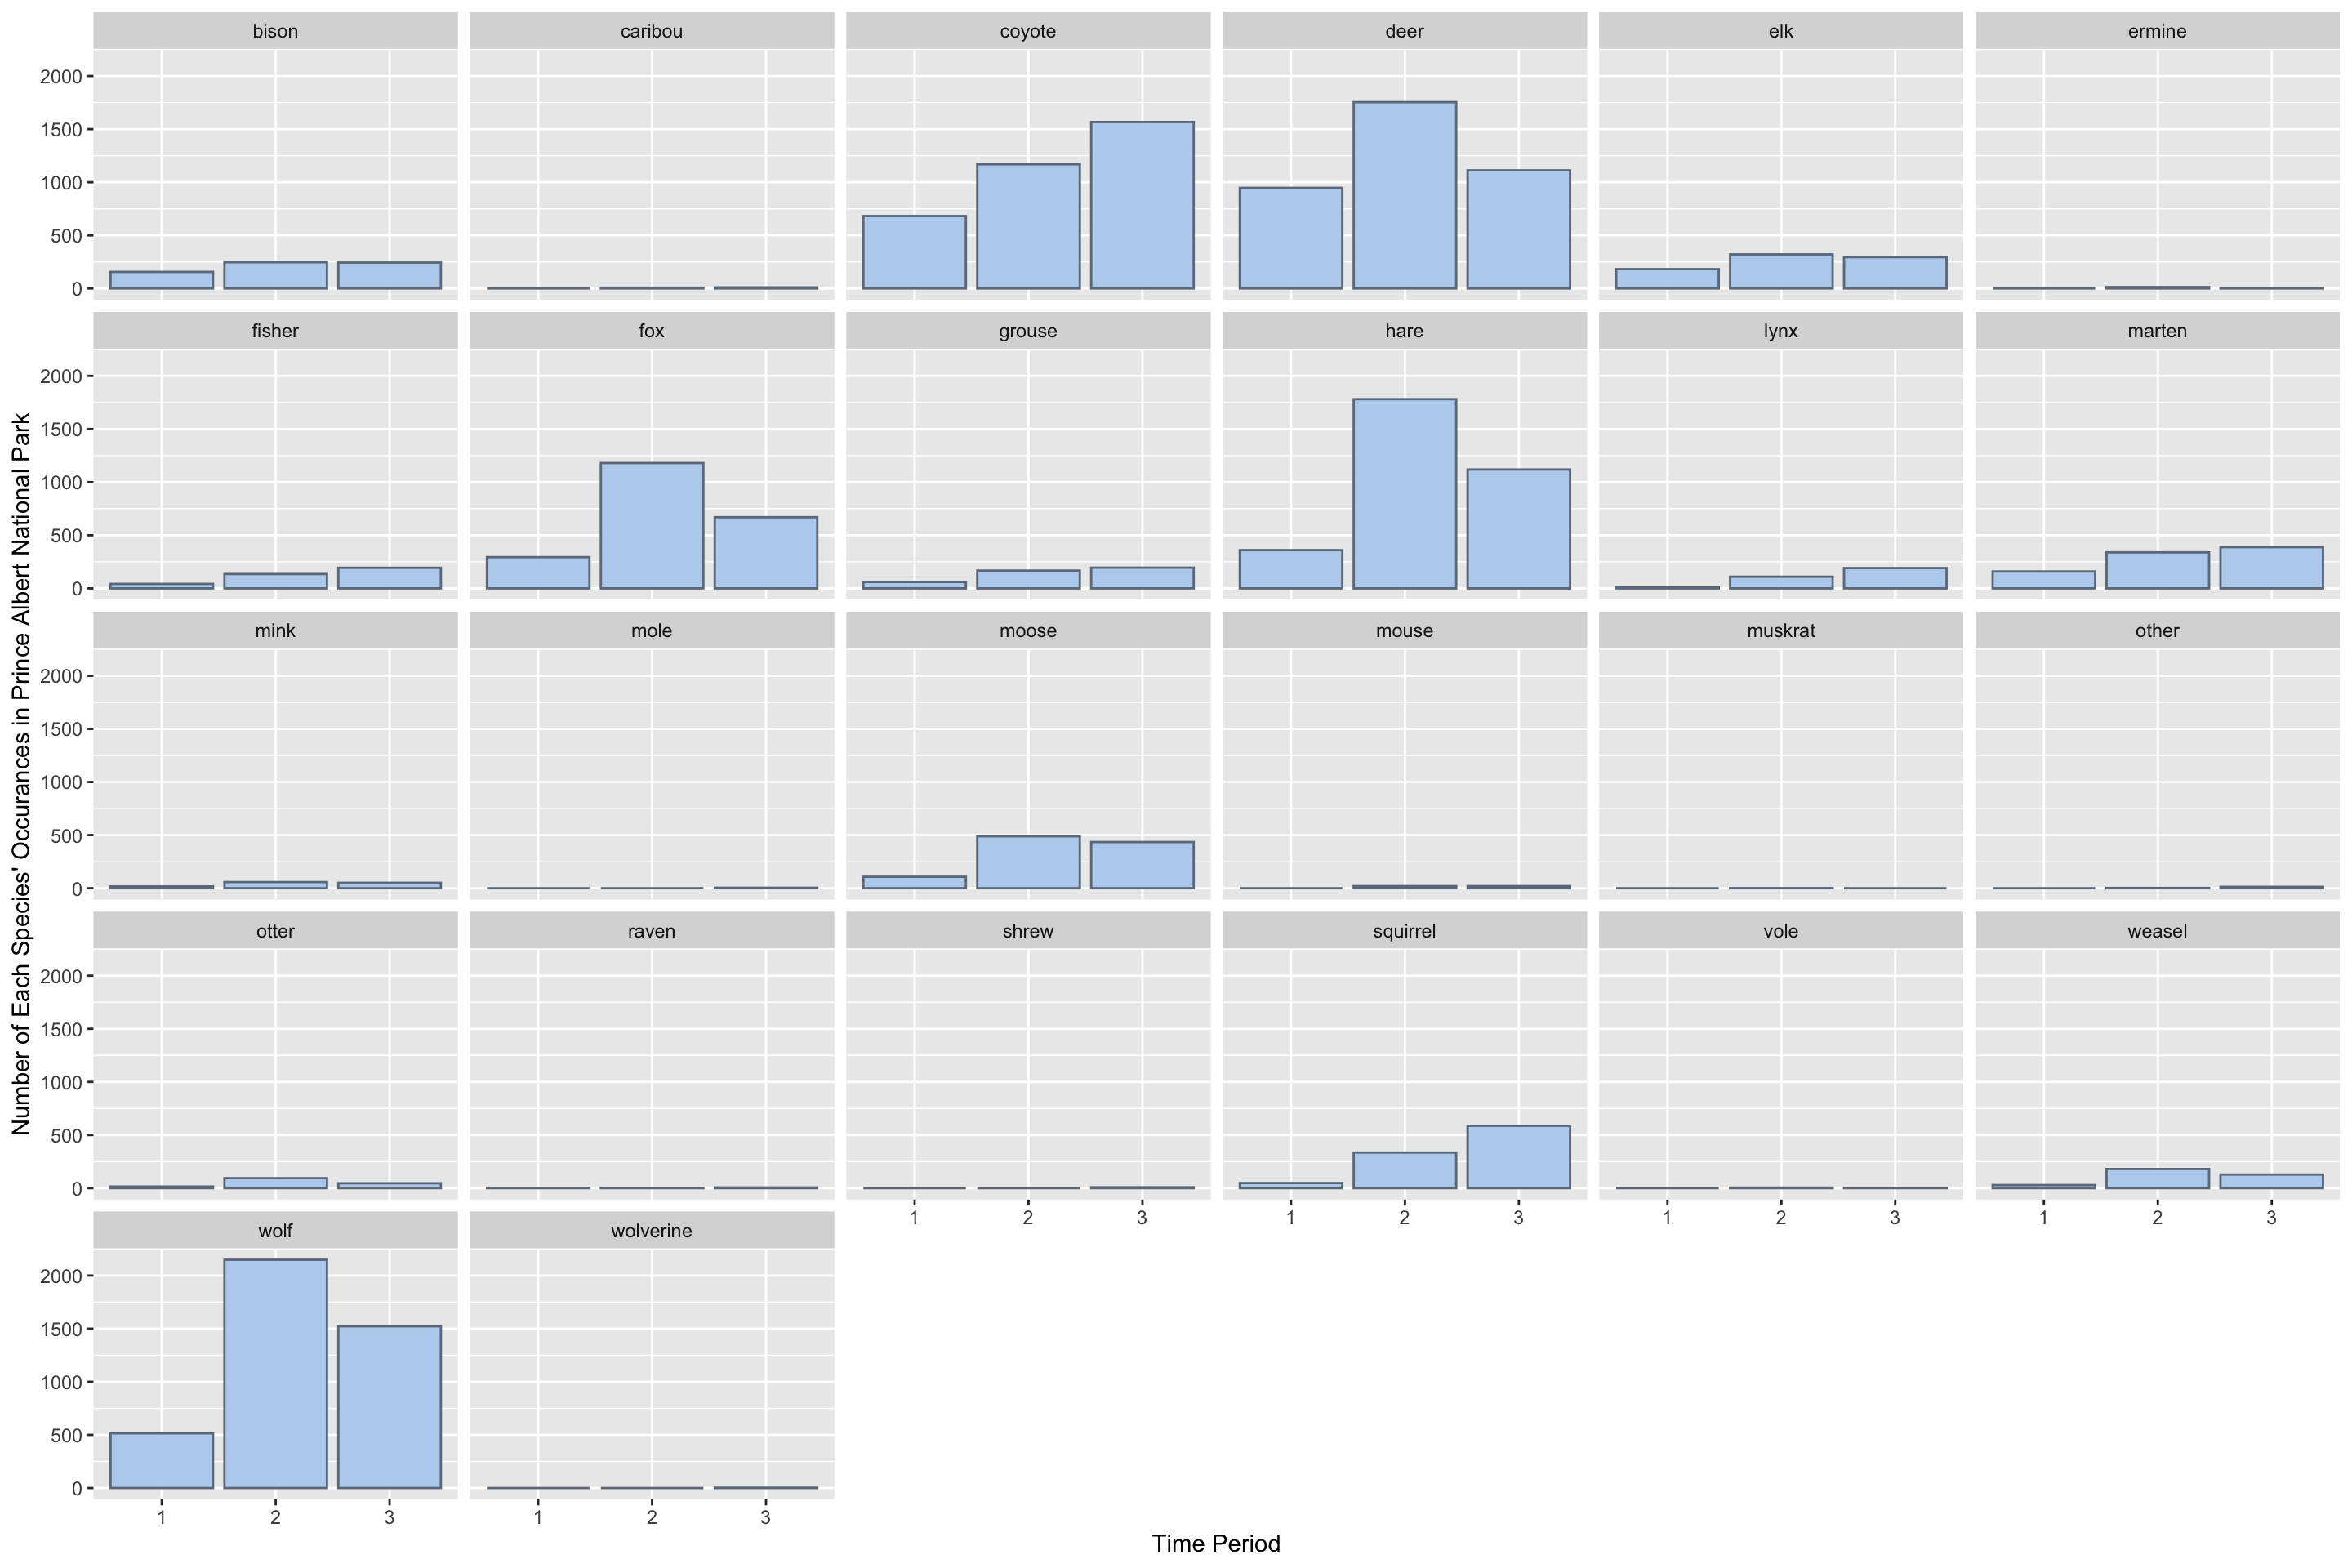 bison caribou coyote deer elk ermine
2000
1500
1000
500
0
fisher fox grouse hare lynx marten
2000
1500
1000
500
0
mink mole moose mouse muskrat other
2000
1500
1000
500
0
otter raven shrew squirrel vole weasel
2000
1500
1000
500
0
1 2 3 1 2 3 1 2 3 1 2 3
wolf wolverine
2000
1500
1000
500
0
1 2 3 1 2 3
Time Period
Number of Each Species' Occurances in Prince Albert National Park